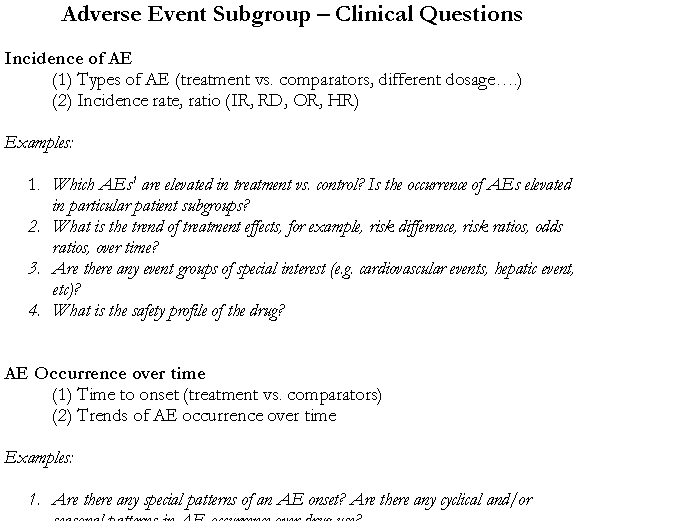 Adverse Event Subgroup – Clinical Questions
Incidence of AE
(1) Types of AE (treatment vs. comparators, different dosage….)
(2) Incidence rate, ratio (IR, RD, OR, HR)
Examples:
1. Which AEs¹ are elevated in treatment vs. control? Is the occurrence of AEs elevated
in particular patient subgroups?
2. What is the trend of treatment effects, for example, risk difference, risk ratios, odds
ratios, over time?
3. Are there any event groups of special interest (e.g. cardiovascular events, hepatic event,
etc)?
4. What is the safety profile of the drug?
AE Occurrence over time
(1) Time to onset (treatment vs. comparators)
(2) Trends of AE occurrence over time
Examples:
1. Are there any special patterns of an AE onset? Are there any cyclical and/or
seasonal patterns in AE occurrence over drug use?